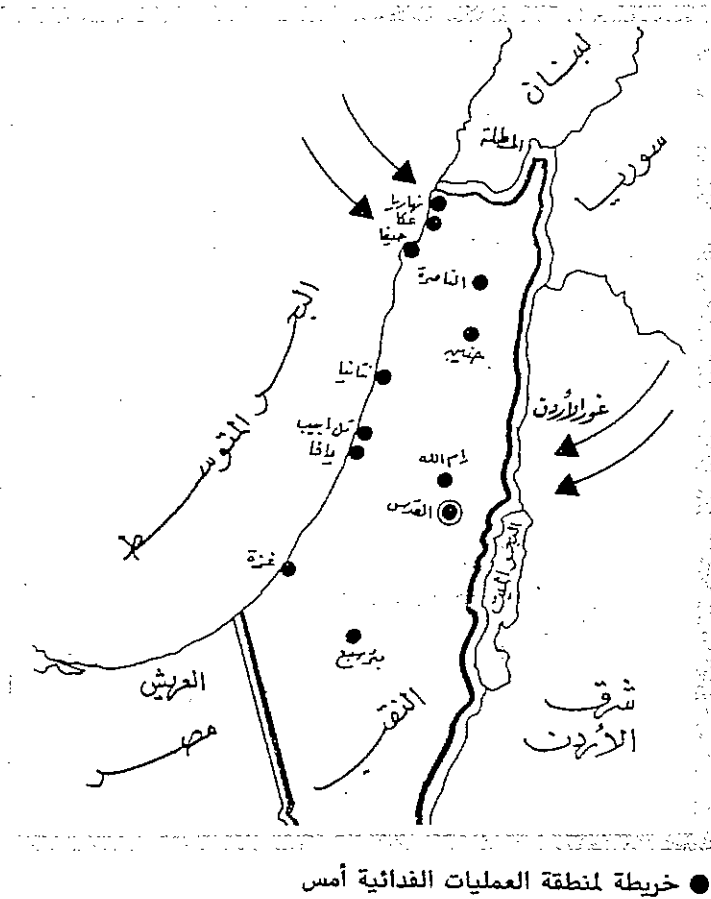 لبنان
المطلة
سوريا
نهاريا
عكا
حيفا
الناصرة
جنين
البحر المتوسط
نتانيا
غور الأردن
تل ابيب
يافا
رام الله
القدس
البحر الميت
غزة
بئر سبع
العريش
النقب
شرق
الأردن
مصر
● خريطة لمنطقة العمليات الفدائية أمس